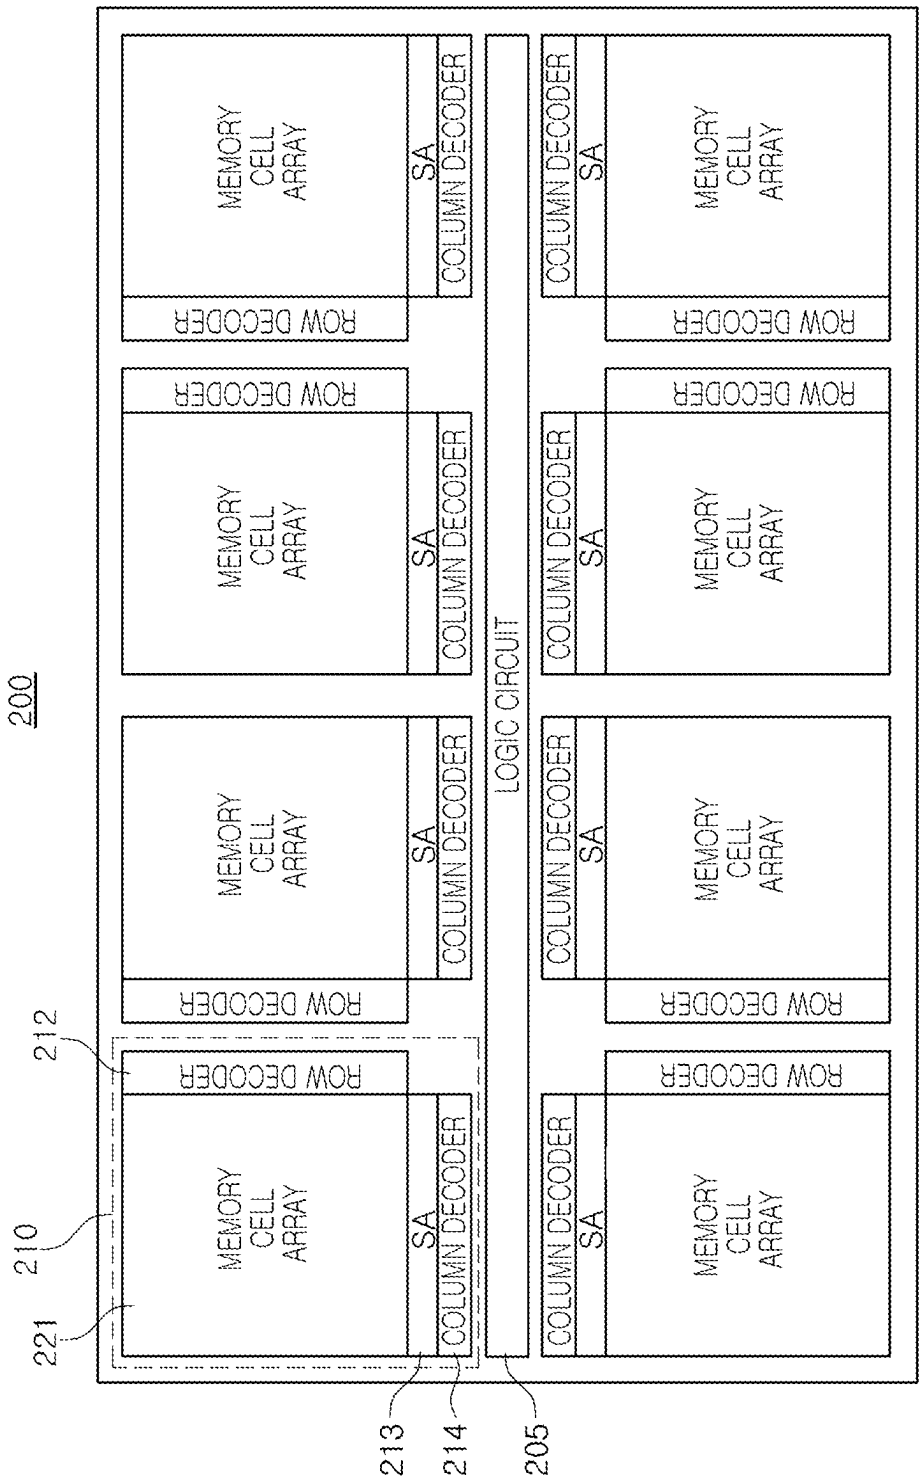 200
221
210
212
MEMORY
CELL
ARRAY
ROW DECODER
SA
COLUMN DECODER
213
214
ROW DECODER
MEMORY
CELL
ARRAY
SA
COLUMN DECODER
MEMORY
CELL
ARRAY
ROW DECODER
SA
COLUMN DECODER
ROW DECODER
MEMORY
CELL
ARRAY
SA
COLUMN DECODER
205
LOGIC CIRCUIT
COLUMN DECODER
SA
MEMORY
CELL
ARRAY
ROW DECODER
COLUMN DECODER
SA
ROW DECODER
MEMORY
CELL
ARRAY
COLUMN DECODER
SA
MEMORY
CELL
ARRAY
ROW DECODER
COLUMN DECODER
SA
ROW DECODER
MEMORY
CELL
ARRAY